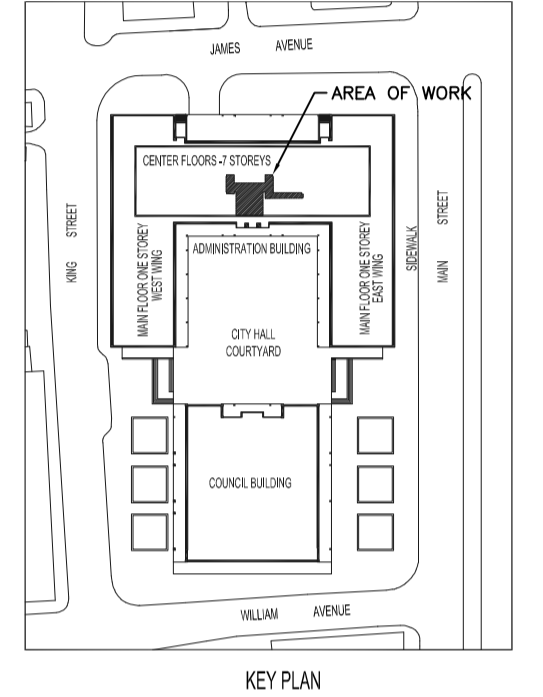 JAMES AVENUE
AREA OF WORK
CENTER FLOORS -7 STOREYS
KING STREET
MAIN FLOOR ONE STOREY
WEST WING
ADMINISTRATION BUILDING
MAIN FLOOR ONE STOREY
EAST WING
SIDEWALK
MAIN STREET
CITY HALL
COURTYARD
COUNCIL BUILDING
WILLIAM AVENUE
KEY PLAN